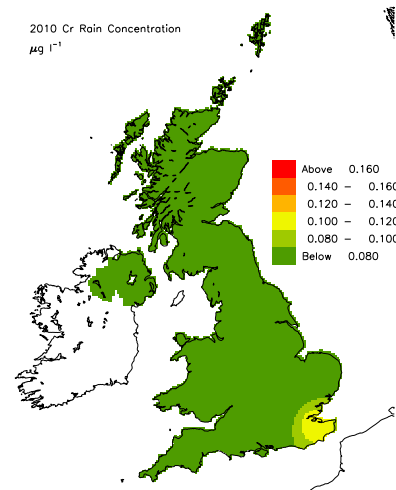 2010 Cr Rain Concentration
μg l⁻¹
Above 0.160
0.140 – 0.160
0.120 – 0.140
0.100 – 0.120
0.080 – 0.100
Below 0.080